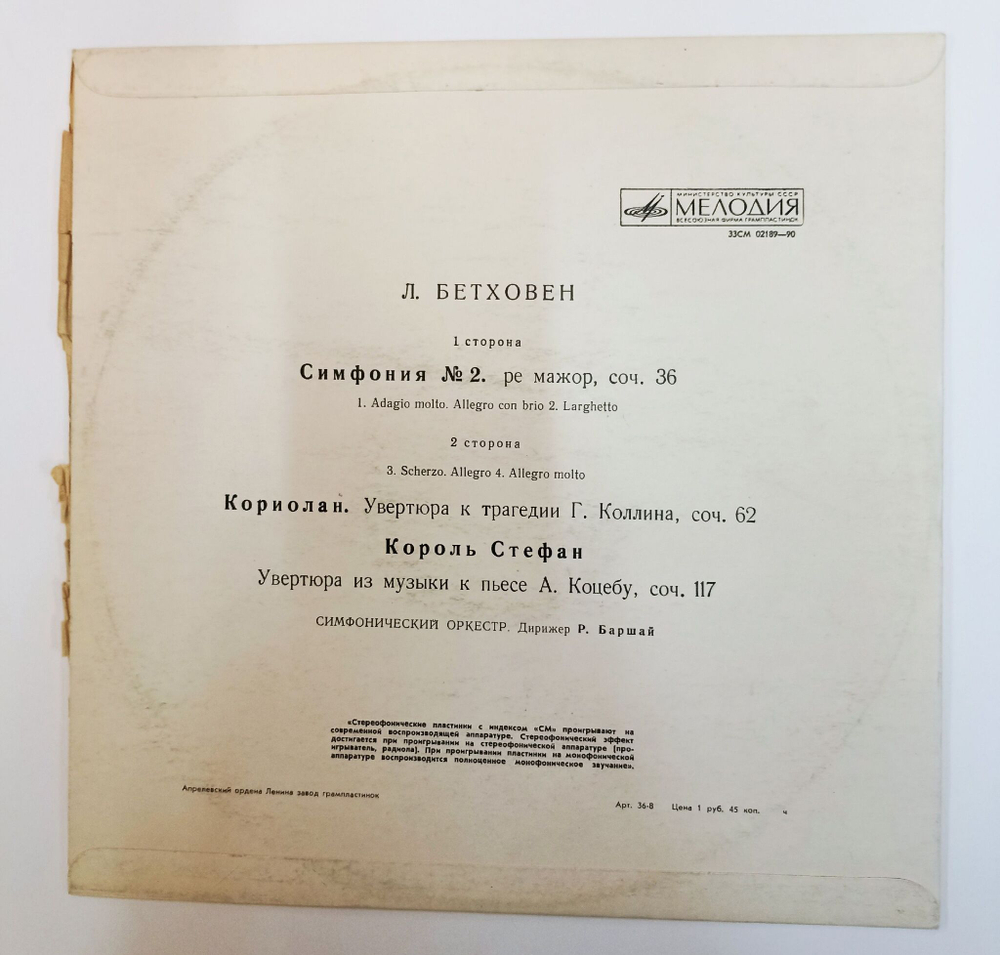 МИНИСТЕРСТВО КУЛЬТУРЫ СССР
МЕЛОДИЯ
ВСЕСОЮЗНАЯ ФИРМА ГРАМПЛАСТИНОК
33СМ 02189—90
Л. БЕТХОВЕН
1 сторона
Симфония № 2. ре мажор, соч. 36
1. Adagio molto. Allegro con brio 2. Larghetto
2 сторона
3. Scherzo. Allegro 4. Allegro molto
Кориолан. Увертюра к трагедии Г. Коллина, соч. 62
Король Стефан
Увертюра из музыки к пьесе А. Коцебу, соч. 117
СИМФОНИЧЕСКИЙ ОРКЕСТР. Дирижер Р. Баршай
«Стереофонические пластинки с индексом «СМ» проигрывают на
современной воспроизводящей аппаратуре. Стереофонический эффект
достигается при проигрывании на стереофонической аппаратуре (про-
игрыватель, радиола). При проигрывании пластинки на монофонической
аппаратуре воспроизводится полноценное монофоническое звучание».
Апрелевский ордена Ленина завод грампластинок
Арт. 36-8 Цена 1 руб. 45 коп. ч